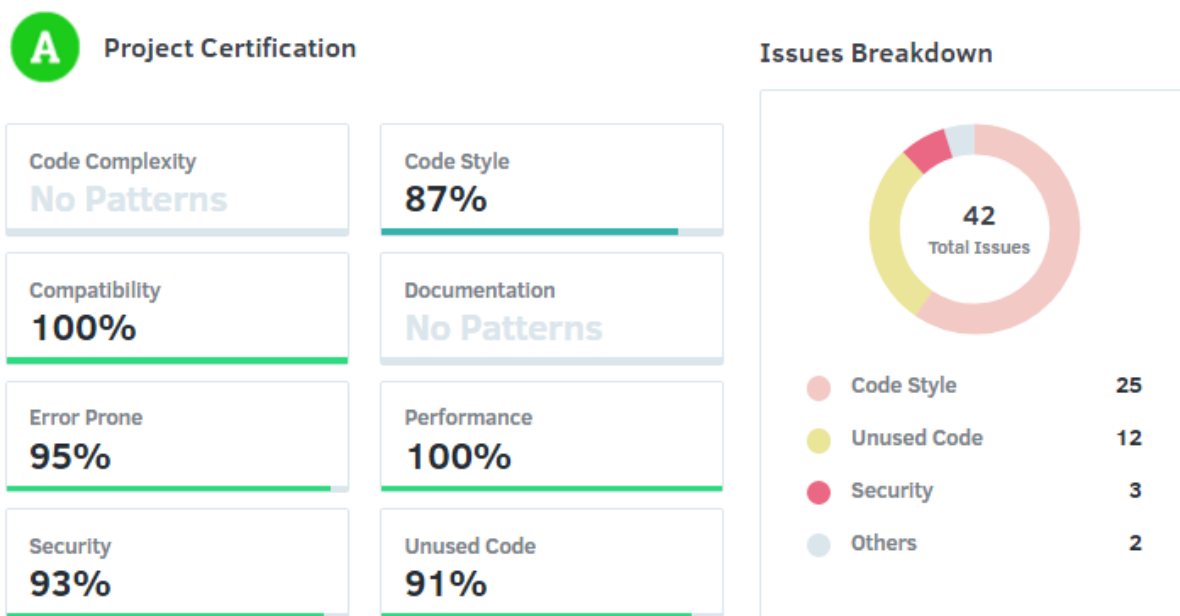 A
Project Certification
Code Complexity
No Patterns
Code Style
87%
Compatibility
100%
Documentation
No Patterns
Error Prone
95%
Performance
100%
Security
93%
Unused Code
91%
Issues Breakdown
42
Total Issues
Code Style 25
Unused Code 12
Security 3
Others 2